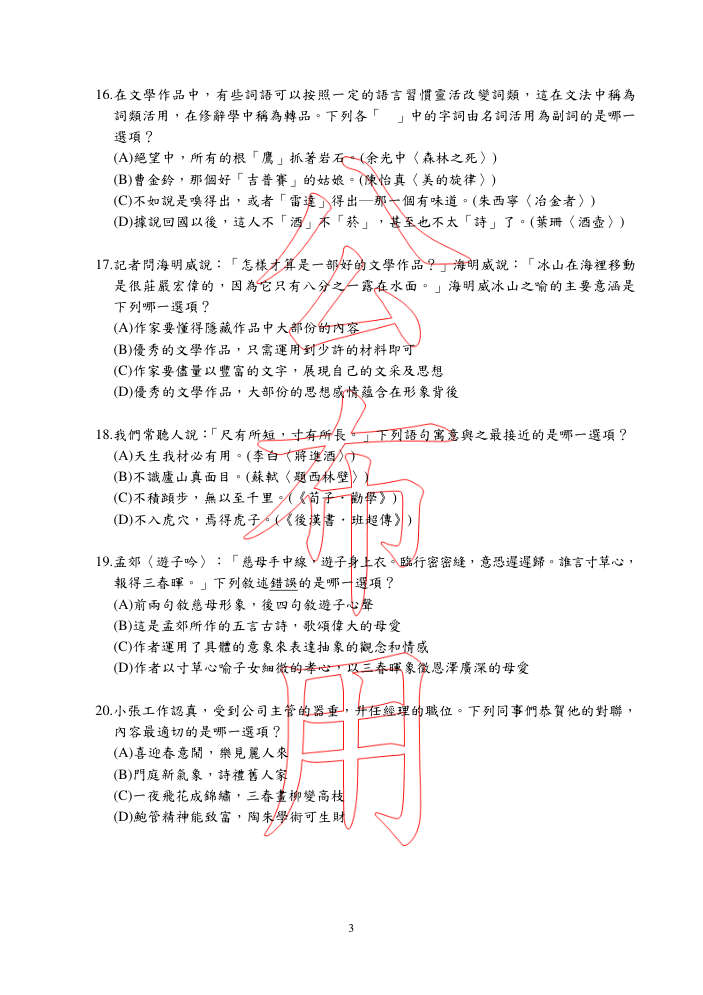 16.在文學作品中，有些詞語可以按照一定的語言習慣靈活改變詞類，這在文法中稱為
詞類活用，在修辭學中稱為轉品。下列各「　」中的字詞由名詞活用為副詞的是哪一
選項？
(A)絕望中，所有的根「鷹」抓著岩石。(余光中〈森林之死〉)
(B)曹金鈴，那個好「吉普賽」的姑娘。(陳怡真〈美的旋律〉)
(C)不如說是嗅得出，或者「雷達」得出─那一個有味道。(朱西寧〈冶金者〉)
(D)據說回國以後，這人不「酒」不「菸」，甚至也不太「詩」了。(葉珊〈酒壺〉)
17.記者問海明威說：「怎樣才算是一部好的文學作品？」海明威說：「冰山在海裡移動
是很莊嚴宏偉的，因為它只有八分之一露在水面。」海明威冰山之喻的主要意涵是
下列哪一選項？
(A)作家要懂得隱藏作品中大部份的內容
(B)優秀的文學作品，只需運用到少許的材料即可
(C)作家要儘量以豐富的文字，展現自己的文采及思想
(D)優秀的文學作品，大部份的思想感情蘊含在形象背後
18.我們常聽人說：「尺有所短，寸有所長。」下列語句寓意與之最接近的是哪一選項？
(A)天生我材必有用。(李白〈將進酒〉)
(B)不識廬山真面目。(蘇軾〈題西林壁〉)
(C)不積蹞步，無以至千里。(《荀子．勸學》)
(D)不入虎穴，焉得虎子。(《後漢書．班超傳》)
19.孟郊〈遊子吟〉：「慈母手中線，遊子身上衣。臨行密密縫，意恐遲遲歸。誰言寸草心，
報得三春暉。」下列敘述錯誤的是哪一選項？
(A)前兩句敘慈母形象，後四句敘遊子心聲
(B)這是孟郊所作的五言古詩，歌頌偉大的母愛
(C)作者運用了具體的意象來表達抽象的觀念和情感
(D)作者以寸草心喻子女細微的孝心，以三春暉象徵恩澤廣深的母愛
20.小張工作認真，受到公司主管的器重，升任經理的職位。下列同事們恭賀他的對聯，
內容最適切的是哪一選項？
(A)喜迎春意鬧，樂見麗人來
(B)門庭新氣象，詩禮舊人家
(C)一夜飛花成錦繡，三春畫柳變高枝
(D)鮑管精神能致富，陶朱學術可生財
公
布
用
3